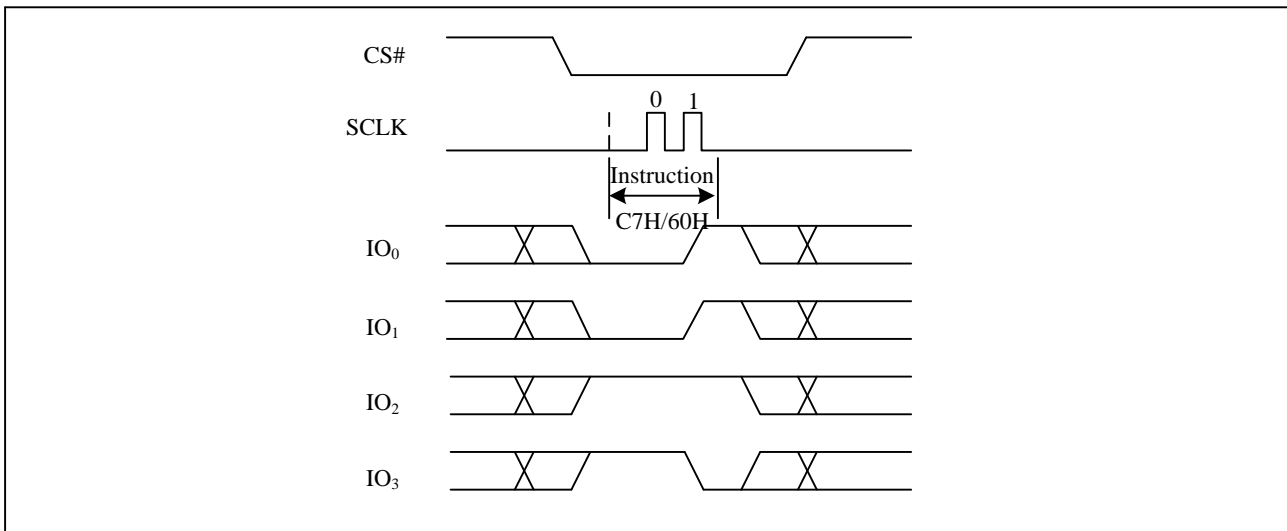 CS#
0 1
SCLK
Instruction
C7H/60H
IO₀
IO₁
IO₂
IO₃